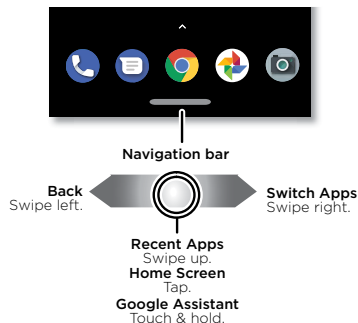 Navigation bar
Back
Swipe left.
Switch Apps
Swipe right.
Recent Apps
Swipe up.
Home Screen
Tap.
Google Assistant
Touch & hold.